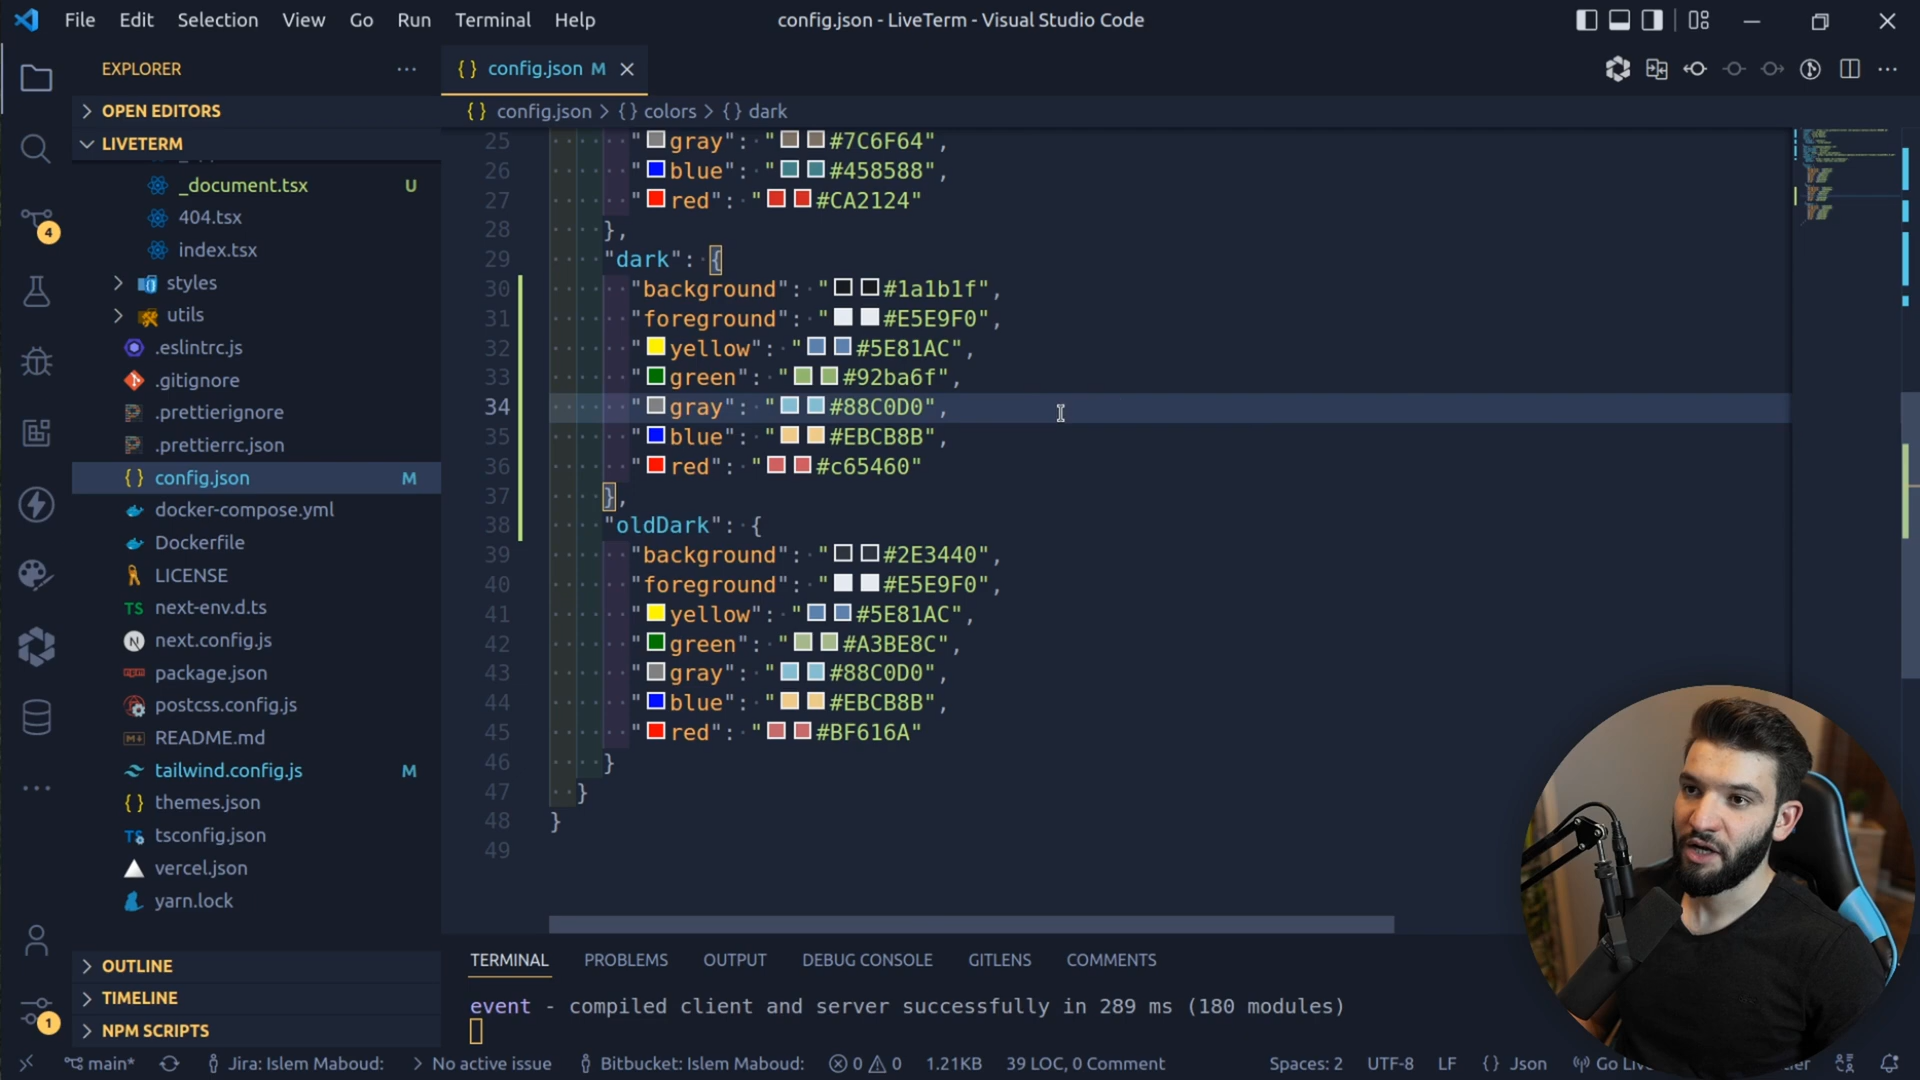 File Edit Selection View Go Run Terminal Help
config.json - LiveTerm - Visual Studio Code
EXPLORER
OPEN EDITORS
LIVETERM
_document.tsx U
404.tsx
index.tsx
styles
utils
.eslintrc.js
.gitignore
.prettierignore
.prettierrc.json
{} config.json M
docker-compose.yml
Dockerfile
LICENSE
TS next-env.d.ts
N next.config.js
package.json
postcss.config.js
README.md
tailwind.config.js M
{} themes.json
TS tsconfig.json
vercel.json
yarn.lock
OUTLINE
TIMELINE
NPM SCRIPTS
4
1
{} config.json M
{} config.json > {} colors > {} dark
25 "gray": "#7C6F64",
26 "blue": "#458588",
27 "red": "#CA2124"
28 },
29 "dark": {
30 "background": "#1a1b1f",
31 "foreground": "#E5E9F0",
32 "yellow": "#5E81AC",
33 "green": "#92ba6f",
34 "gray": "#88C0D0",
35 "blue": "#EBCB8B",
36 "red": "#c65460"
37 },
38 "oldDark": {
39 "background": "#2E3440",
40 "foreground": "#E5E9F0",
41 "yellow": "#5E81AC",
42 "green": "#A3BE8C",
43 "gray": "#88C0D0",
44 "blue": "#EBCB8B",
45 "red": "#BF616A"
46 }
47 }
48 }
49
TERMINAL PROBLEMS OUTPUT DEBUG CONSOLE GITLENS COMMENTS
event - compiled client and server successfully in 289 ms (180 modules)
main* Jira: Islem Maboud: > No active issue Bitbucket: Islem Maboud: 0 0 1.21KB 39 LOC, 0 Comment Spaces: 2 UTF-8 LF {} Json Go